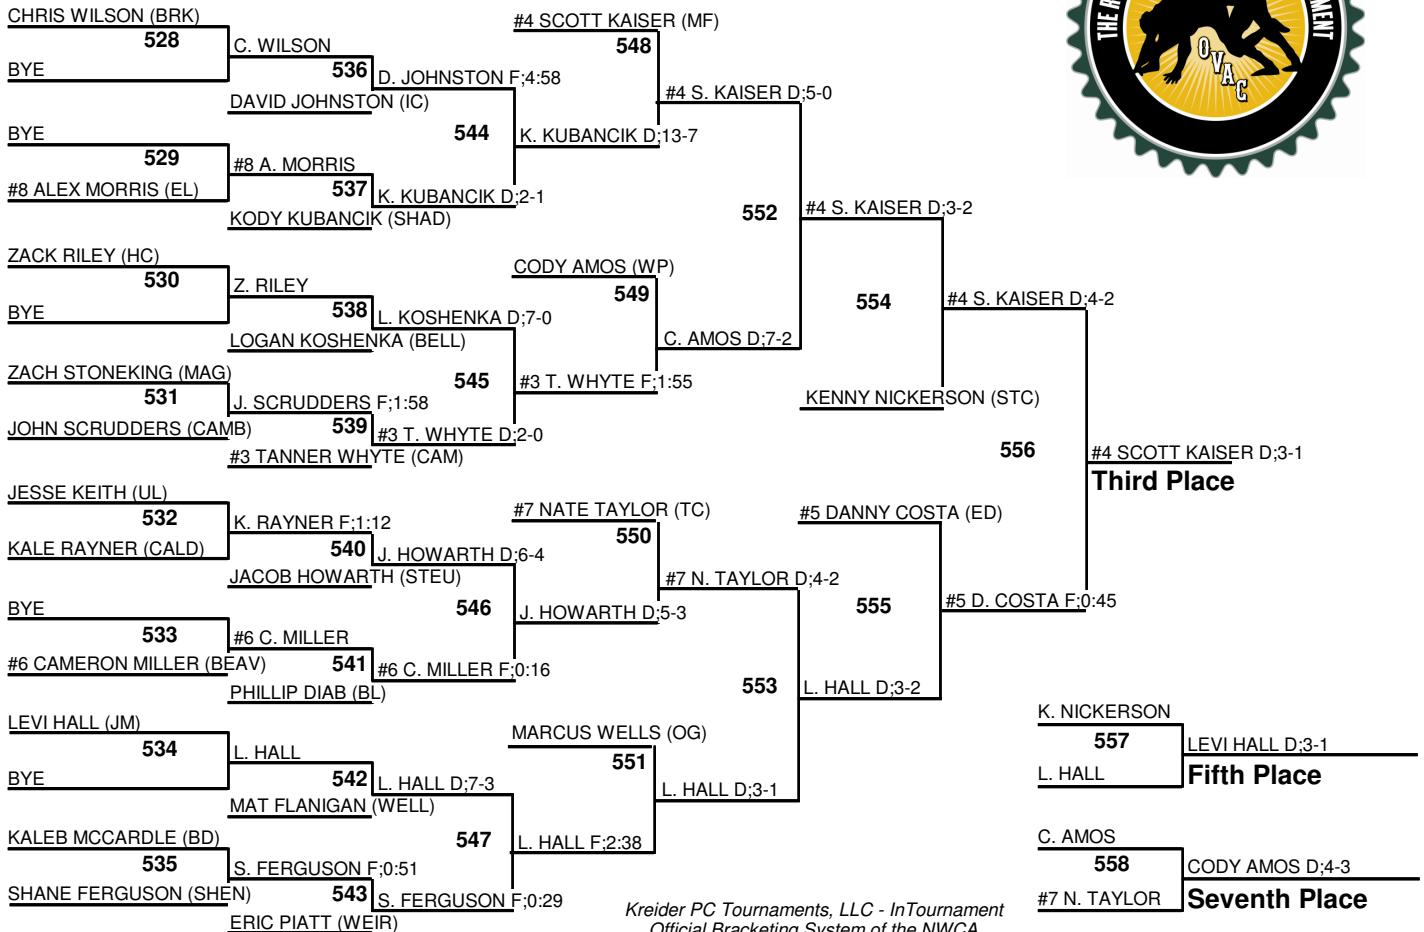 CHRIS WILSON (BRK)
528
BYE
C. WILSON
536
DAVID JOHNSTON (IC)
D. JOHNSTON F;4:58
BYE
529
#8 ALEX MORRIS (EL)
#8 A. MORRIS
537
KODY KUBANCIK (SHAD)
K. KUBANCIK D;2-1
544
K. KUBANCIK D;13-7
#4 SCOTT KAISER (MF)
548
#4 S. KAISER D;5-0
ZACK RILEY (HC)
530
BYE
Z. RILEY
538
LOGAN KOSHENKA (BELL)
L. KOSHENKA D;7-0
ZACH STONEKING (MAG)
531
JOHN SCRUDDERS (CAMB)
J. SCRUDDERS F;1:58
539
#3 TANNER WHYTE (CAM)
#3 T. WHYTE D;2-0
545
#3 T. WHYTE F;1:55
CODY AMOS (WP)
549
C. AMOS D;7-2
552
#4 S. KAISER D;3-2
554
KENNY NICKERSON (STC)
#4 S. KAISER D;4-2
JESSE KEITH (UL)
532
KALE RAYNER (CALD)
K. RAYNER F;1:12
540
JACOB HOWARTH (STEU)
J. HOWARTH D;6-4
BYE
533
#6 CAMERON MILLER (BEAV)
#6 C. MILLER
541
PHILLIP DIAB (BL)
#6 C. MILLER F;0:16
546
J. HOWARTH D;5-3
#7 NATE TAYLOR (TC)
550
#7 N. TAYLOR D;4-2
LEVI HALL (JM)
534
BYE
L. HALL
542
MAT FLANIGAN (WELL)
L. HALL D;7-3
KALEB MCCARDLE (BD)
535
SHANE FERGUSON (SHEN)
S. FERGUSON F;0:51
543
ERIC PIATT (WEIR)
S. FERGUSON F;0:29
547
L. HALL F;2:38
MARCUS WELLS (OG)
551
L. HALL D;3-1
553
L. HALL D;3-2
#5 DANNY COSTA (ED)
555
#5 D. COSTA F;0:45
556
#4 SCOTT KAISER D;3-1
Third Place
K. NICKERSON
557
L. HALL
LEVI HALL D;3-1
Fifth Place
C. AMOS
558
#7 N. TAYLOR
CODY AMOS D;4-3
Seventh Place
Kreider PC Tournaments, LLC - InTournament
Official Bracketing System of the NWCA
THE
OVAC